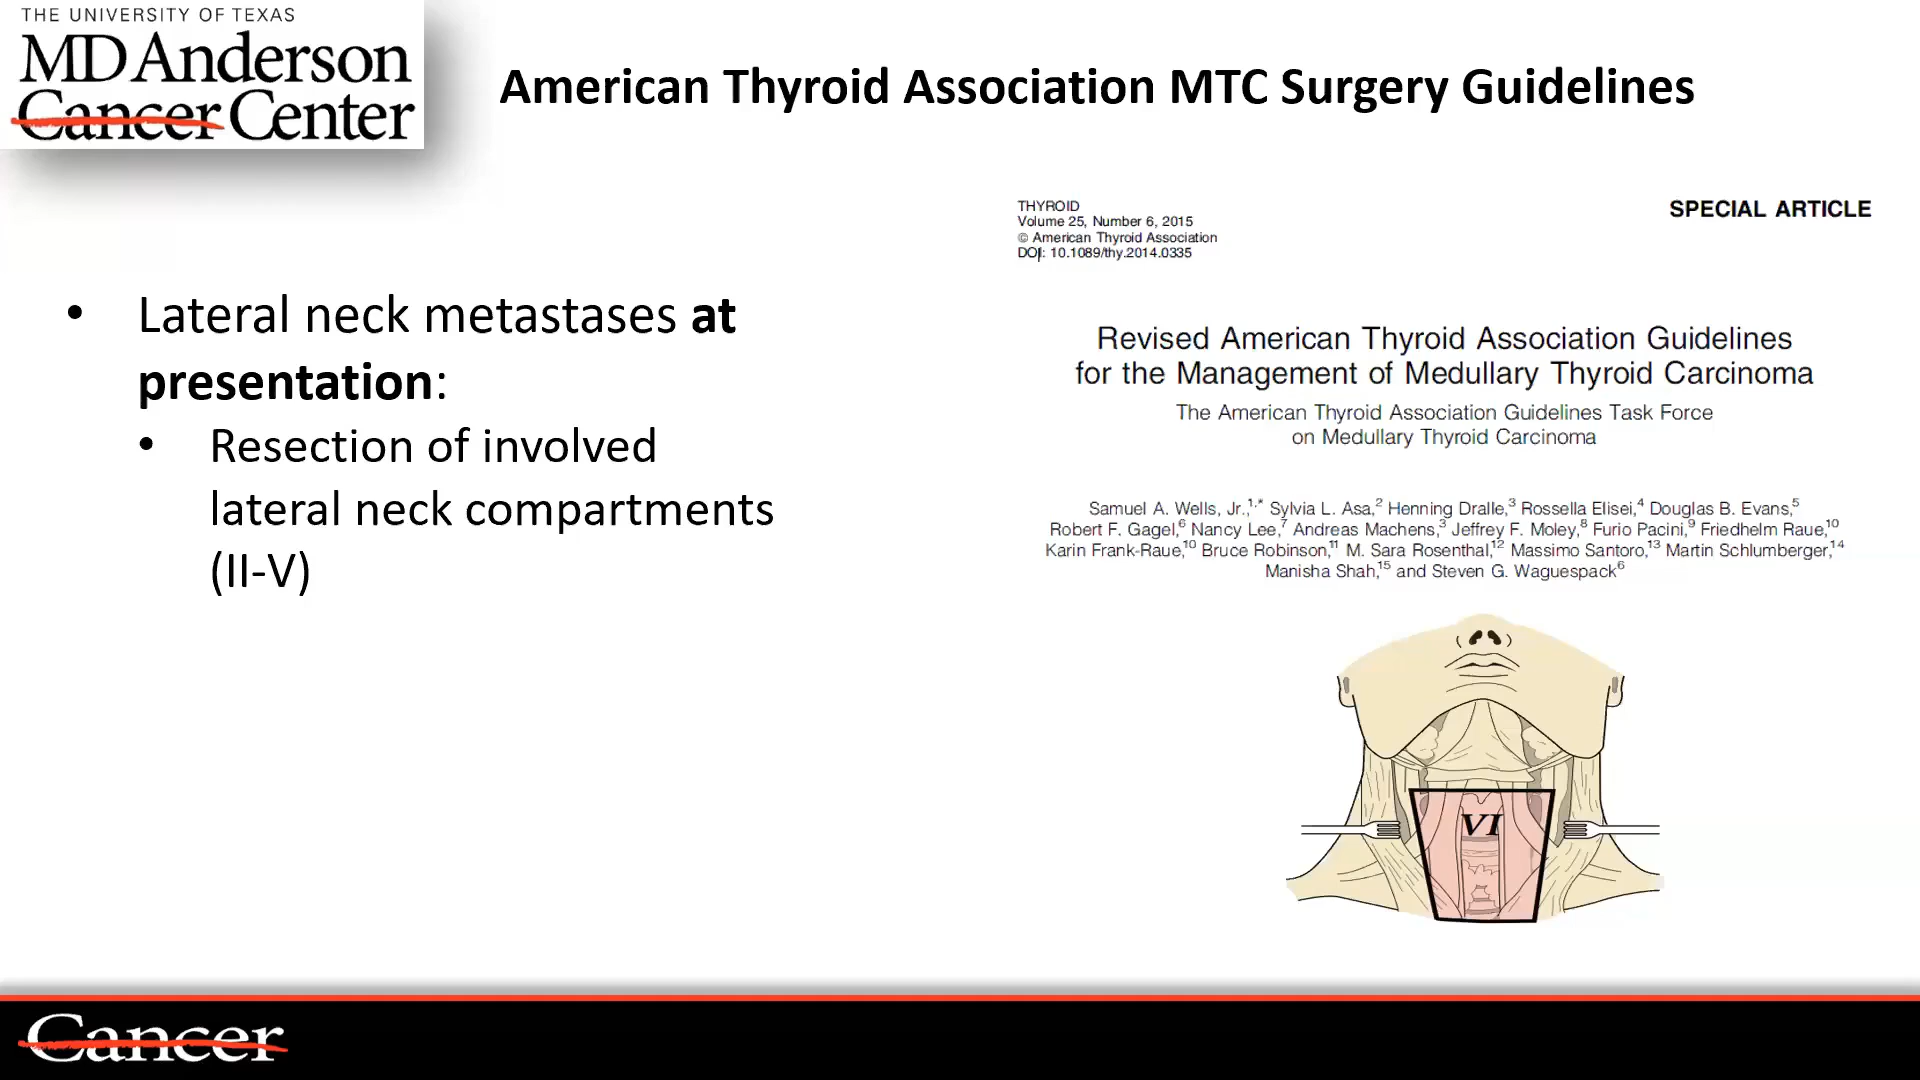 THE UNIVERSITY OF TEXAS
MD Anderson
Cancer Center
American Thyroid Association MTC Surgery Guidelines
THYROID
Volume 25, Number 6, 2015
© American Thyroid Association
DOI: 10.1089/thy.2014.0335
SPECIAL ARTICLE
• Lateral neck metastases at
presentation:
• Resection of involved
lateral neck compartments
(II-V)
Revised American Thyroid Association Guidelines
for the Management of Medullary Thyroid Carcinoma
The American Thyroid Association Guidelines Task Force
on Medullary Thyroid Carcinoma
Samuel A. Wells, Jr.,1,* Sylvia L. Asa,2 Henning Dralle,3 Rossella Elisei,4 Douglas B. Evans,5
Robert F. Gagel,6 Nancy Lee,7 Andreas Machens,3 Jeffrey F. Moley,8 Furio Pacini,9 Friedhelm Raue,10
Karin Frank-Raue,10 Bruce Robinson,11 M. Sara Rosenthal,12 Massimo Santoro,13 Martin Schlumberger,14
Manisha Shah,15 and Steven G. Waguespack6
VI
Cancer